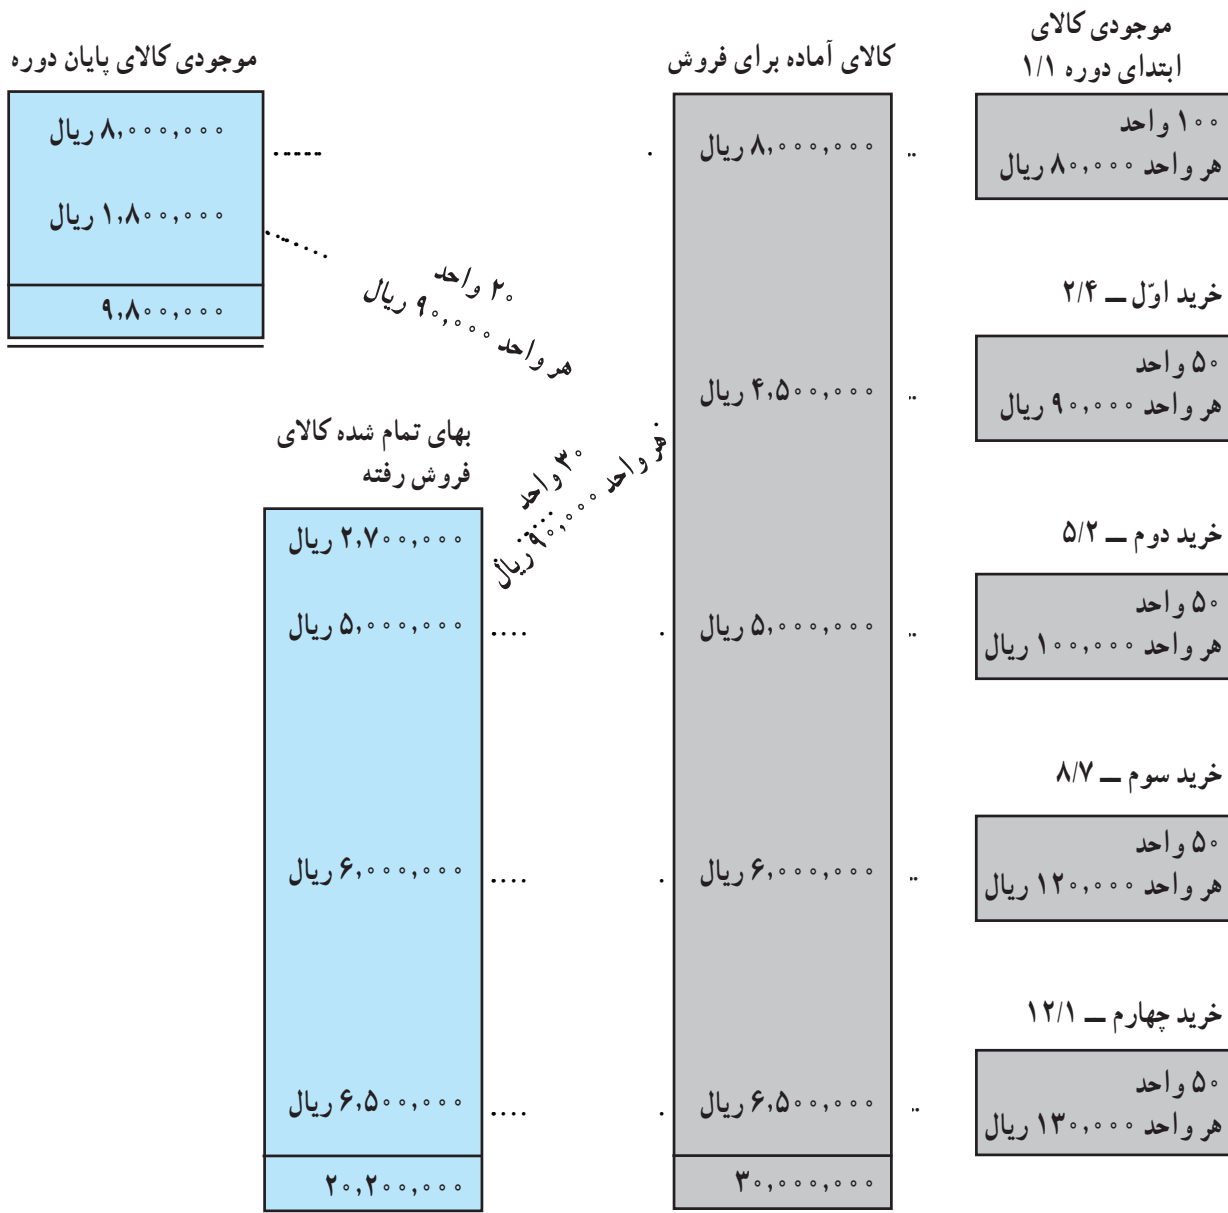 موجودی کالای
ابتدای دوره ۱/۱
۱۰۰ واحد
هر واحد ۸۰,۰۰۰ ریال
خرید اوّل ــ ۲/۴
۵۰ واحد
هر واحد ۹۰,۰۰۰ ریال
خرید دوم ــ ۵/۲
۵۰ واحد
هر واحد ۱۰۰,۰۰۰ ریال
خرید سوم ــ ۸/۷
۵۰ واحد
هر واحد ۱۲۰,۰۰۰ ریال
خرید چهارم ــ ۱۲/۱
۵۰ واحد
هر واحد ۱۳۰,۰۰۰ ریال
کالای آماده برای فروش
۸,۰۰۰,۰۰۰ ریال
۴,۵۰۰,۰۰۰ ریال
۵,۰۰۰,۰۰۰ ریال
۶,۰۰۰,۰۰۰ ریال
۶,۵۰۰,۰۰۰ ریال
۳۰,۰۰۰,۰۰۰
۲۰ واحد
هر واحد ۹۰,۰۰۰ ریال
۳۰ واحد
هر واحد ۹۰,۰۰۰ ریال
بهای تمام شده کالای
فروش رفته
۲,۷۰۰,۰۰۰ ریال
۵,۰۰۰,۰۰۰ ریال
۶,۰۰۰,۰۰۰ ریال
۶,۵۰۰,۰۰۰ ریال
۲۰,۲۰۰,۰۰۰
موجودی کالای پایان دوره
۸,۰۰۰,۰۰۰ ریال
۱,۸۰۰,۰۰۰ ریال
۹,۸۰۰,۰۰۰